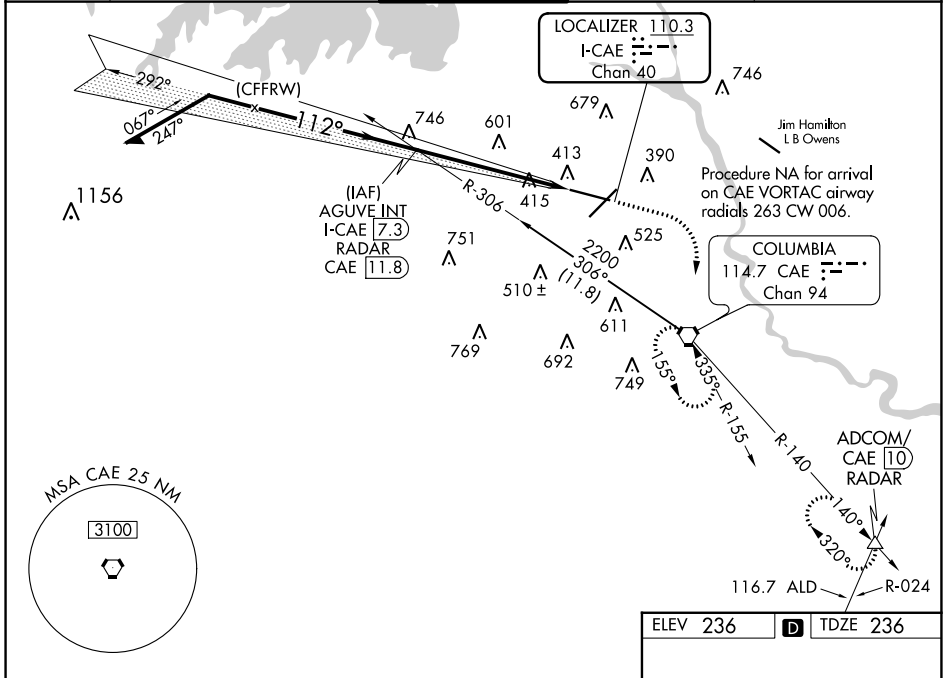 LOCALIZER 110.3
I-CAE
Chan 40
292°
(CFFRW)
067°
247°
112°
746
601
679
746
413
390
415
Jim Hamilton
L B Owens
Procedure NA for arrival
on CAE VORTAC airway
radials 263 CW 006.
1156
(IAF)
AGUVE INT
I-CAE 7.3
RADAR
CAE 11.8
R-306
751
525
2200
306°
(11.8)
510 ±
611
COLUMBIA
114.7 CAE
Chan 94
769
692
749
155°
335°
R-155
R-140
ADCOM/
CAE 10
RADAR
140°
320°
116.7 ALD
R-024
MSA CAE 25 NM
3100
ELEV 236 D TDZE 236